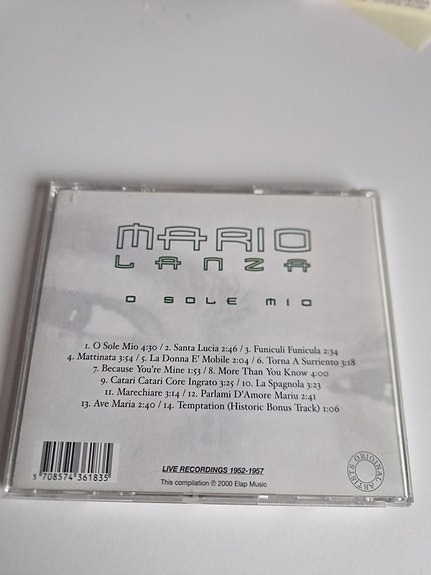 MARIO
LANZA
O SOLE MIO
1. O Sole Mio 4:30 / 2. Santa Lucia 2:46 / 3. Funiculi Funicula 2:34
4. Mattinata 3:54 / 5. La Donna E' Mobile 2:04 / 6. Torna A Surriento 3:18
7. Because You're Mine 1:53 / 8. More Than You Know 4:00
9. Catari Catari Core Ingrato 3:25 / 10. La Spagnola 3:23
11. Marechiare 3:14 / 12. Parlami D'Amore Mariu 2:41
13. Ave Maria 2:40 / 14. Temptation (Historic Bonus Track) 1:06
LIVE RECORDINGS 1952-1957
This compilation ℗ 2000 Elap Music
5 708574 361835
ORIGINAL ARTISTS